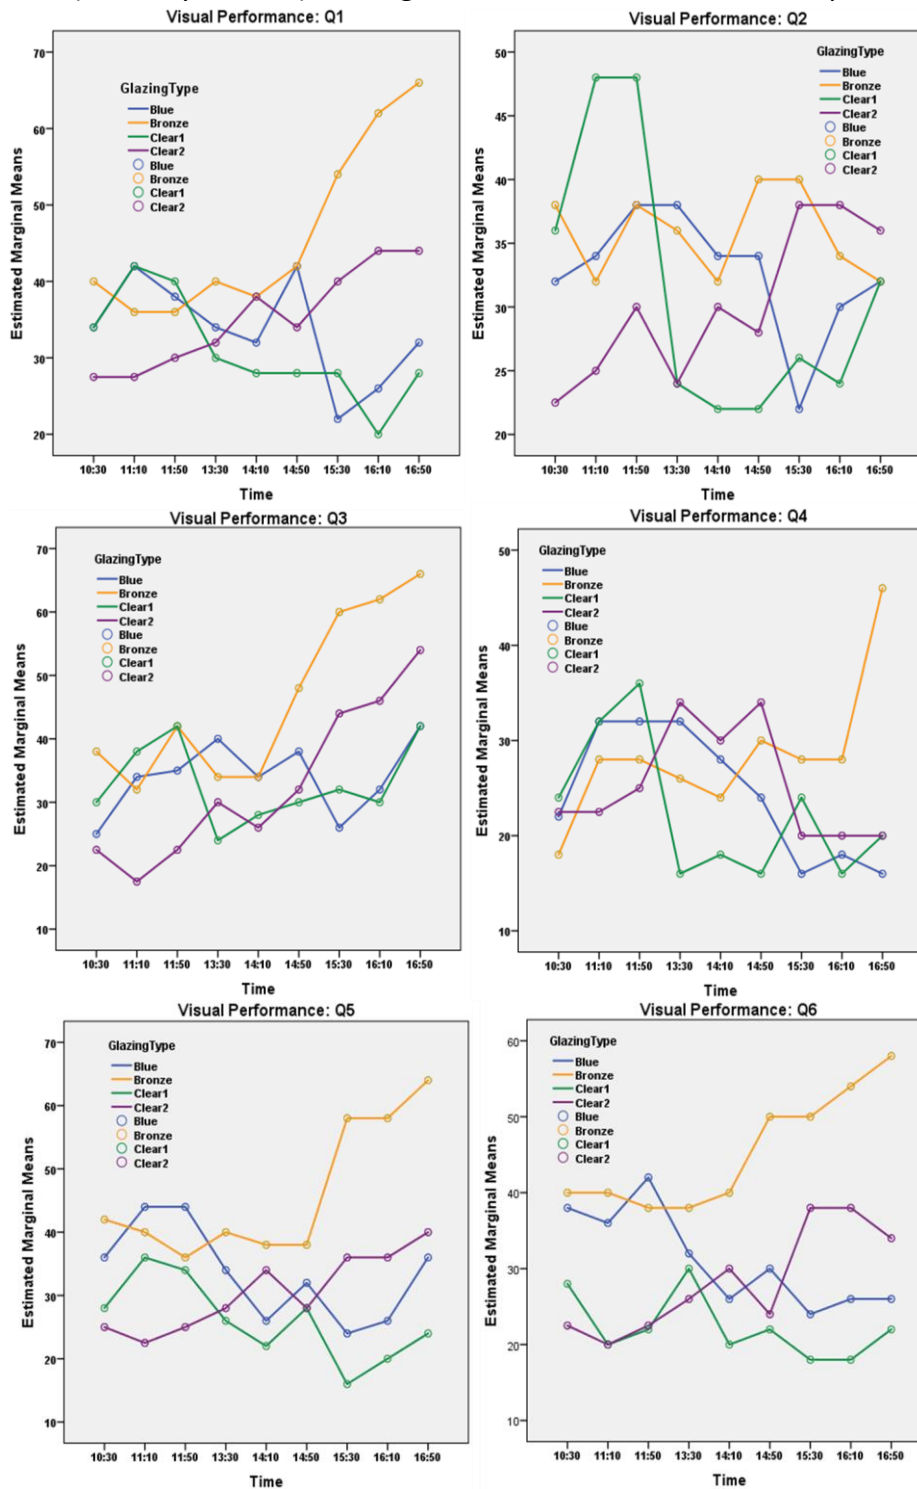 Visual Performance: Q1
70
60
50
40
30
20
Estimated Marginal Means
GlazingType
Blue
Bronze
Clear1
Clear2
Blue
Bronze
Clear1
Clear2
10:30 11:10 11:50 13:30 14:10 14:50 15:30 16:10 16:50
Time
Visual Performance: Q2
50
45
40
35
30
25
20
Estimated Marginal Means
GlazingType
Blue
Bronze
Clear1
Clear2
Blue
Bronze
Clear1
Clear2
10:30 11:10 11:50 13:30 14:10 14:50 15:30 16:10 16:50
Time
Visual Performance: Q3
70
60
50
40
30
20
10
Estimated Marginal Means
GlazingType
Blue
Bronze
Clear1
Clear2
Blue
Bronze
Clear1
Clear2
10:30 11:10 11:50 13:30 14:10 14:50 15:30 16:10 16:50
Time
Visual Performance: Q4
50
40
30
20
10
Estimated Marginal Means
GlazingType
Blue
Bronze
Clear1
Clear2
Blue
Bronze
Clear1
Clear2
10:30 11:10 11:50 13:30 14:10 14:50 15:30 16:10 16:50
Time
Visual Performance: Q5
70
60
50
40
30
20
10
Estimated Marginal Means
GlazingType
Blue
Bronze
Clear1
Clear2
Blue
Bronze
Clear1
Clear2
10:30 11:10 11:50 13:30 14:10 14:50 15:30 16:10 16:50
Time
Visual Performance: Q6
60
50
40
30
20
10
Estimated Marginal Means
GlazingType
Blue
Bronze
Clear1
Clear2
Blue
Bronze
Clear1
Clear2
10:30 11:10 11:50 13:30 14:10 14:50 15:30 16:10 16:50
Time